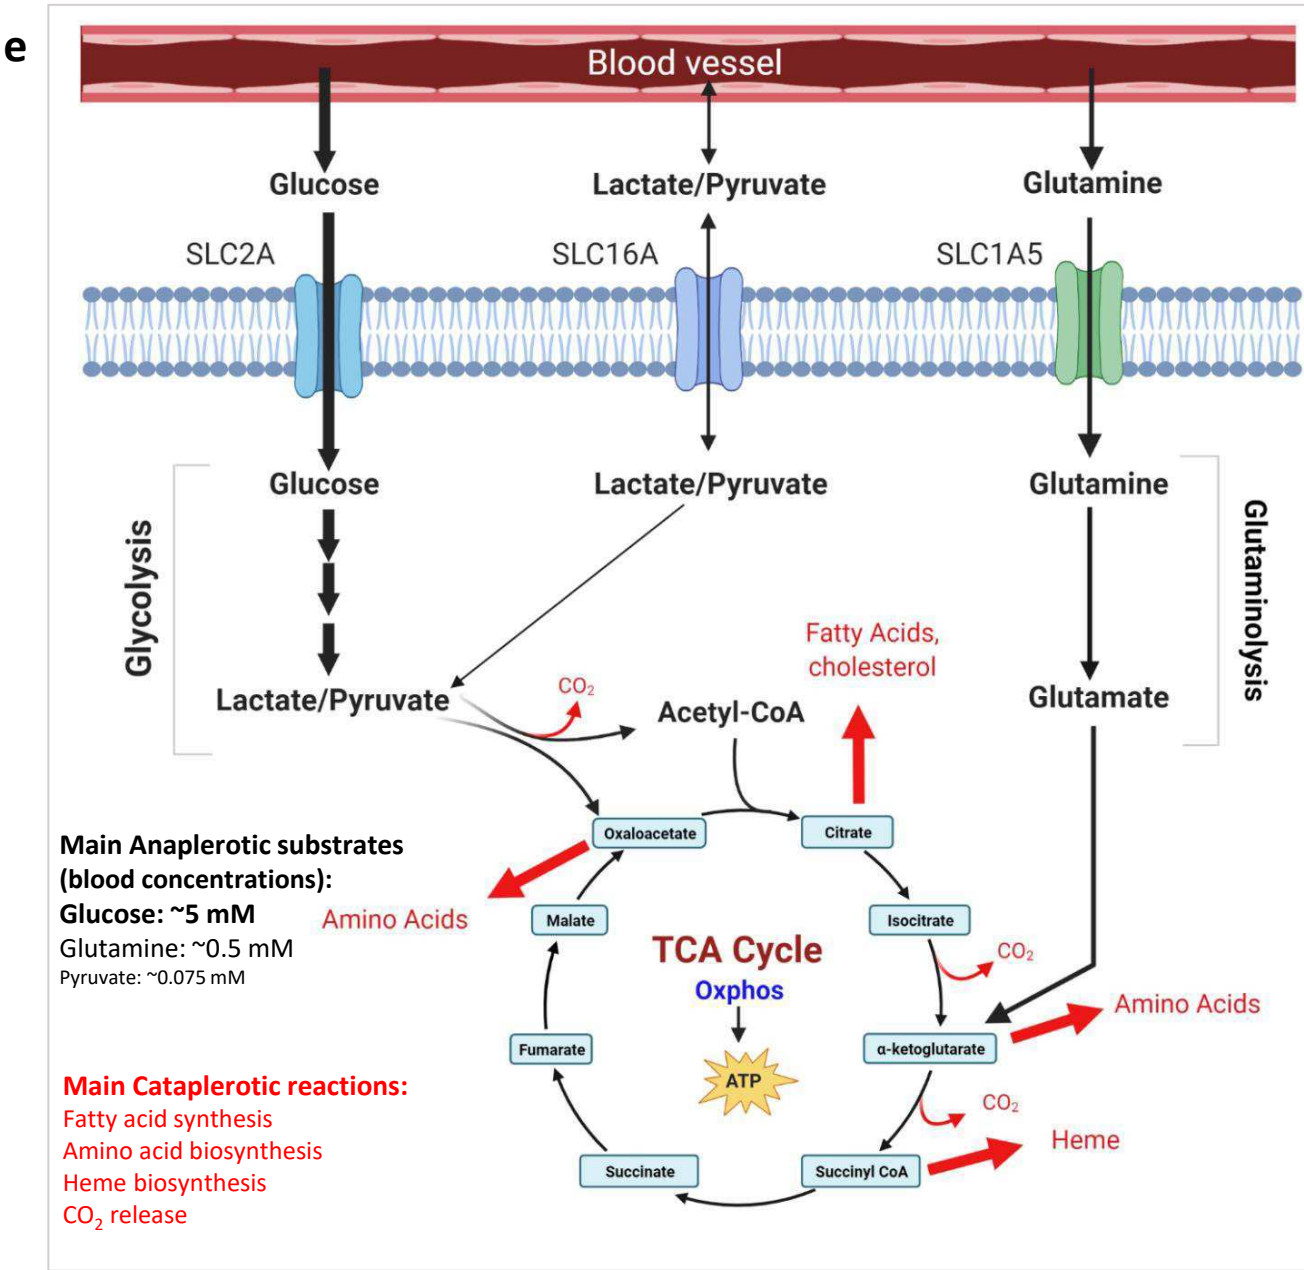 e
Blood vessel
Glucose
Lactate/Pyruvate
Glutamine
SLC2A
SLC16A
SLC1A5
Glucose
Lactate/Pyruvate
Glutamine
Glycolysis
Glutaminolysis
Fatty Acids,
cholesterol
Lactate/Pyruvate
CO₂
Acetyl-CoA
Glutamate
Oxaloacetate
Citrate
Main Anaplerotic substrates
(blood concentrations):
Glucose: ~5 mM
Glutamine: ~0.5 mM
Pyruvate: ~0.075 mM
Amino Acids
Malate
Isocitrate
TCA Cycle
Oxphos
CO₂
Amino Acids
Fumarate
α-ketoglutarate
ATP
Main Cataplerotic reactions:
Fatty acid synthesis
Amino acid biosynthesis
Heme biosynthesis
CO₂ release
CO₂
Heme
Succinate
Succinyl CoA